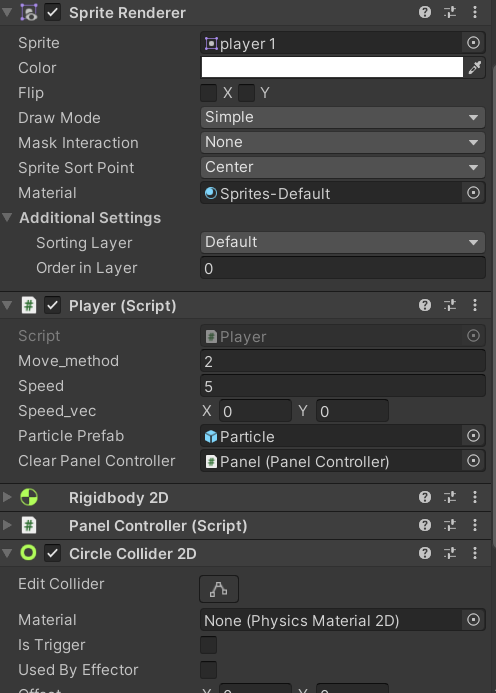 Sprite Renderer
Sprite player 1
Color
Flip X Y
Draw Mode Simple
Mask Interaction None
Sprite Sort Point Center
Material Sprites-Default
Additional Settings
Sorting Layer Default
Order in Layer 0
# Player (Script)
Script # Player
Move_method 2
Speed 5
Speed_vec X 0 Y 0
Particle Prefab Particle
Clear Panel Controller # Panel (Panel Controller)
Rigidbody 2D
# Panel Controller (Script)
Circle Collider 2D
Edit Collider
Material None (Physics Material 2D)
Is Trigger
Used By Effector
Offset X 0 Y 0